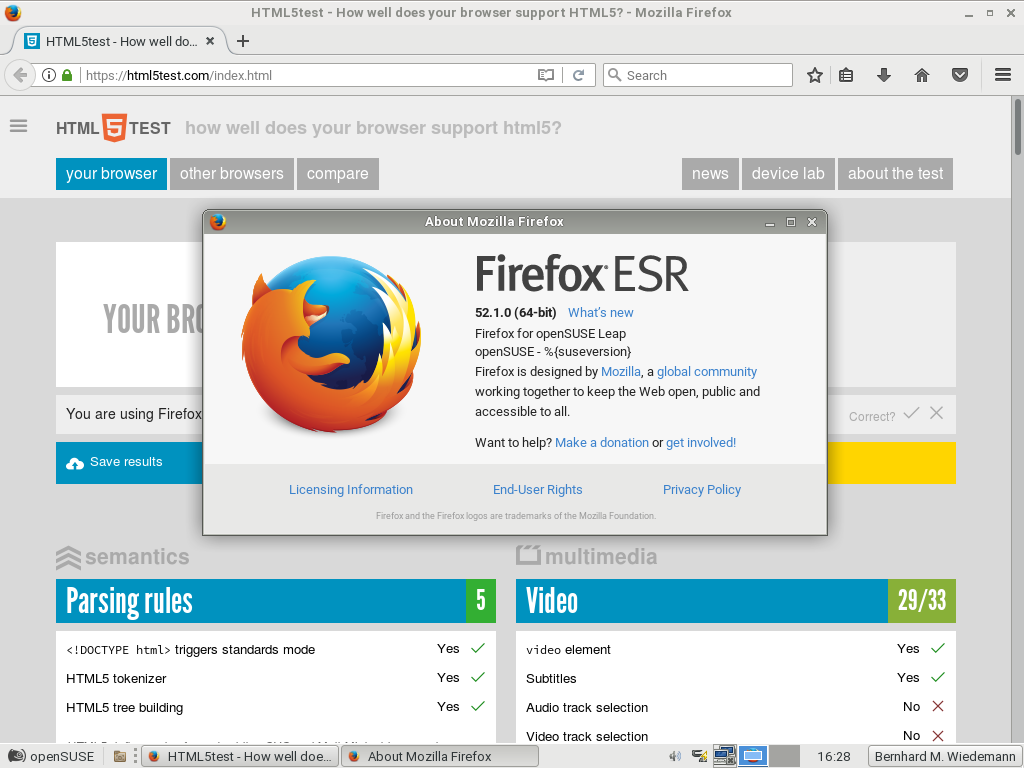 HTML5test - How well does your browser support HTML5? - Mozilla Firefox
HTML5test - How well do...
https://html5test.com/index.html
Search
HTML 5 TEST how well does your browser support html5?
your browser other browsers compare news device lab about the test
About Mozilla Firefox
Firefox ESR
YOUR BRO
52.1.0 (64-bit) What's new
Firefox for openSUSE Leap
openSUSE - %{suseversion}
Firefox is designed by Mozilla, a global community
working together to keep the Web open, public and
accessible to all.
You are using Firefox
Correct?
Want to help? Make a donation or get involved!
Save results
Licensing Information End-User Rights Privacy Policy
Firefox and the Firefox logos are trademarks of the Mozilla Foundation.
semantics
Parsing rules 5
<!DOCTYPE html> triggers standards mode Yes
HTML5 tokenizer Yes
HTML5 tree building Yes
multimedia
Video 29/33
video element Yes
Subtitles Yes
Audio track selection No
Video track selection No
openSUSE HTML5test - How well doe... About Mozilla Firefox 16:28 Bernhard M. Wiedemann